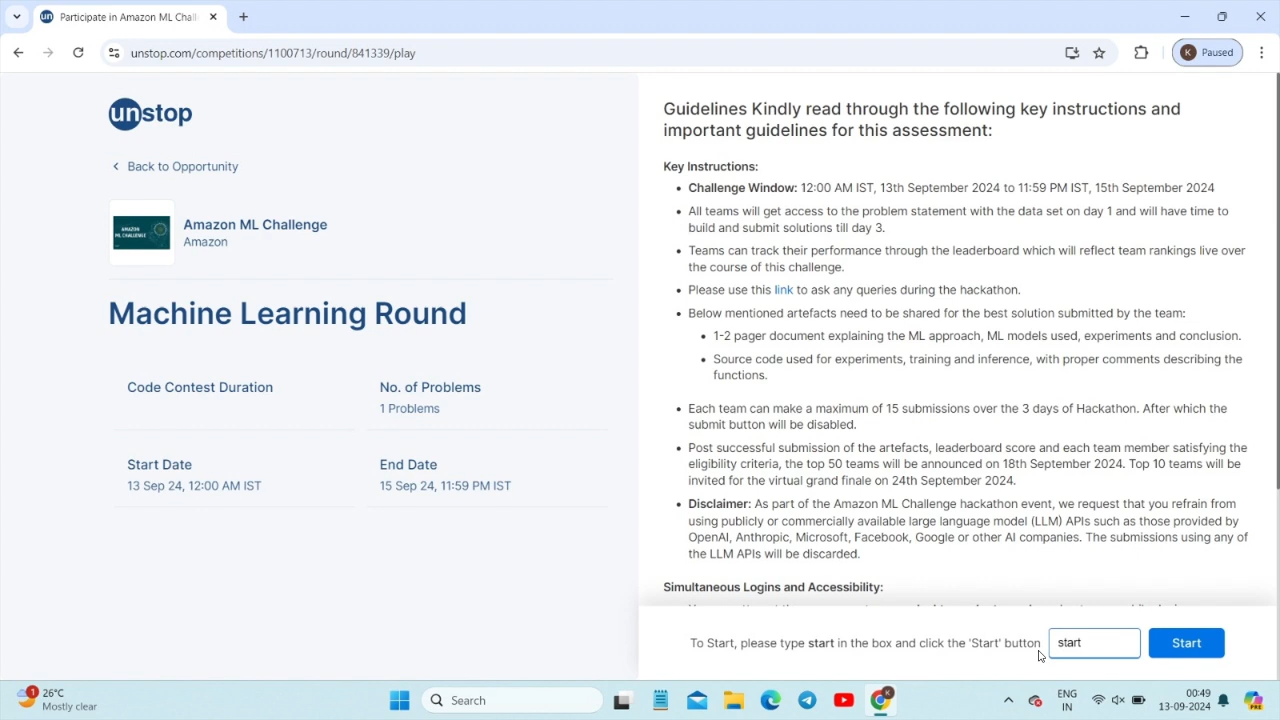 Participate in Amazon ML Chal
unstop.com/competitions/1100713/round/841339/play
K Paused
unstop
Back to Opportunity
AMAZON
ML CHALLENGE
Amazon ML Challenge
Amazon
Machine Learning Round
Code Contest Duration
No. of Problems
1 Problems
Start Date
13 Sep 24, 12:00 AM IST
End Date
15 Sep 24, 11:59 PM IST
Guidelines Kindly read through the following key instructions and
important guidelines for this assessment:
Key Instructions:
• Challenge Window: 12:00 AM IST, 13th September 2024 to 11:59 PM IST, 15th September 2024
• All teams will get access to the problem statement with the data set on day 1 and will have time to
build and submit solutions till day 3.
• Teams can track their performance through the leaderboard which will reflect team rankings live over
the course of this challenge.
• Please use this link to ask any queries during the hackathon.
• Below mentioned artefacts need to be shared for the best solution submitted by the team:
• 1-2 pager document explaining the ML approach, ML models used, experiments and conclusion.
• Source code used for experiments, training and inference, with proper comments describing the
functions.
• Each team can make a maximum of 15 submissions over the 3 days of Hackathon. After which the
submit button will be disabled.
• Post successful submission of the artefacts, leaderboard score and each team member satisfying the
eligibility criteria, the top 50 teams will be announced on 18th September 2024. Top 10 teams will be
invited for the virtual grand finale on 24th September 2024.
• Disclaimer: As part of the Amazon ML Challenge hackathon event, we request that you refrain from
using publicly or commercially available large language model (LLM) APIs such as those provided by
OpenAI, Anthropic, Microsoft, Facebook, Google or other AI companies. The submissions using any of
the LLM APIs will be discarded.
Simultaneous Logins and Accessibility:
To Start, please type start in the box and click the 'Start' button
start
Start
1
26°C
Mostly clear
Search
K
ENG
IN
00:49
13-09-2024